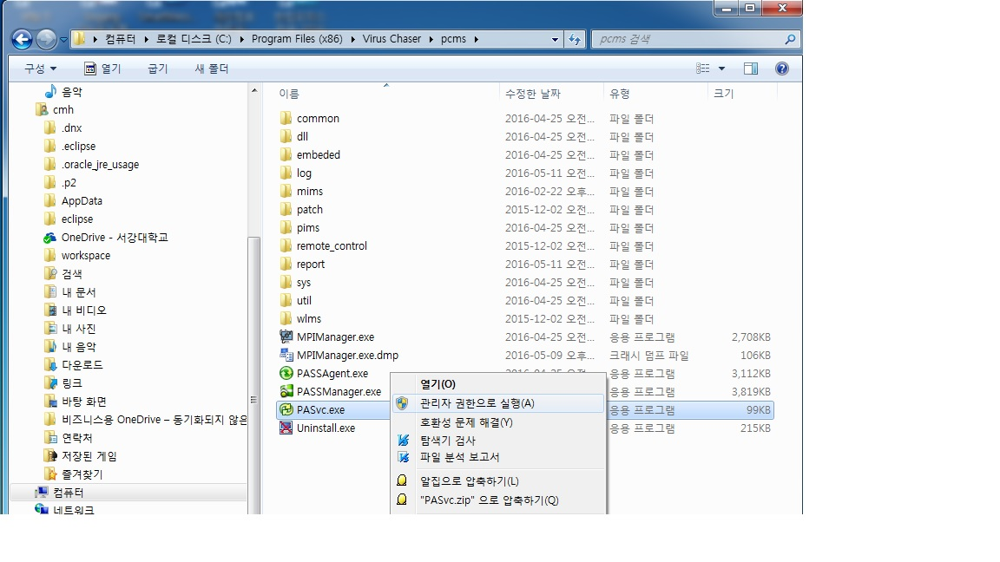 컴퓨터 로컬 디스크 (C:) Program Files (x86) Virus Chaser pcms
pcms 검색
구성 열기 굽기 새 폴더
이름 수정한 날짜 유형 크기
음악
cmh
.dnx
.eclipse
.oracle_jre_usage
.p2
AppData
eclipse
OneDrive - 서강대학교
workspace
검색
내 문서
내 비디오
내 사진
내 음악
다운로드
링크
바탕 화면
비즈니스용 OneDrive – 동기화되지 않은
연락처
저장된 게임
즐겨찾기
컴퓨터
네트워크
common 2016-04-25 오전... 파일 폴더
dll 2016-04-25 오전... 파일 폴더
embeded 2016-04-25 오전... 파일 폴더
log 2016-05-11 오전... 파일 폴더
mims 2016-02-22 오후... 파일 폴더
patch 2015-12-02 오전... 파일 폴더
pims 2016-04-25 오전... 파일 폴더
remote_control 2015-12-02 오전... 파일 폴더
report 2016-05-11 오전... 파일 폴더
sys 2016-04-25 오전... 파일 폴더
util 2016-04-25 오전... 파일 폴더
wlms 2015-12-02 오전... 파일 폴더
MPIManager.exe 2016-04-25 오전... 응용 프로그램 2,708KB
MPIManager.exe.dmp 2016-05-09 오후... 크래시 덤프 파일 106KB
PASSAgent.exe 응용 프로그램 3,112KB
PASSManager.exe 응용 프로그램 3,819KB
PASvc.exe 응용 프로그램 99KB
Uninstall.exe 응용 프로그램 215KB
열기(O)
관리자 권한으로 실행(A)
호환성 문제 해결(Y)
탐색기 검사
파일 분석 보고서
알집으로 압축하기(L)
"PASvc.zip" 으로 압축하기(Q)